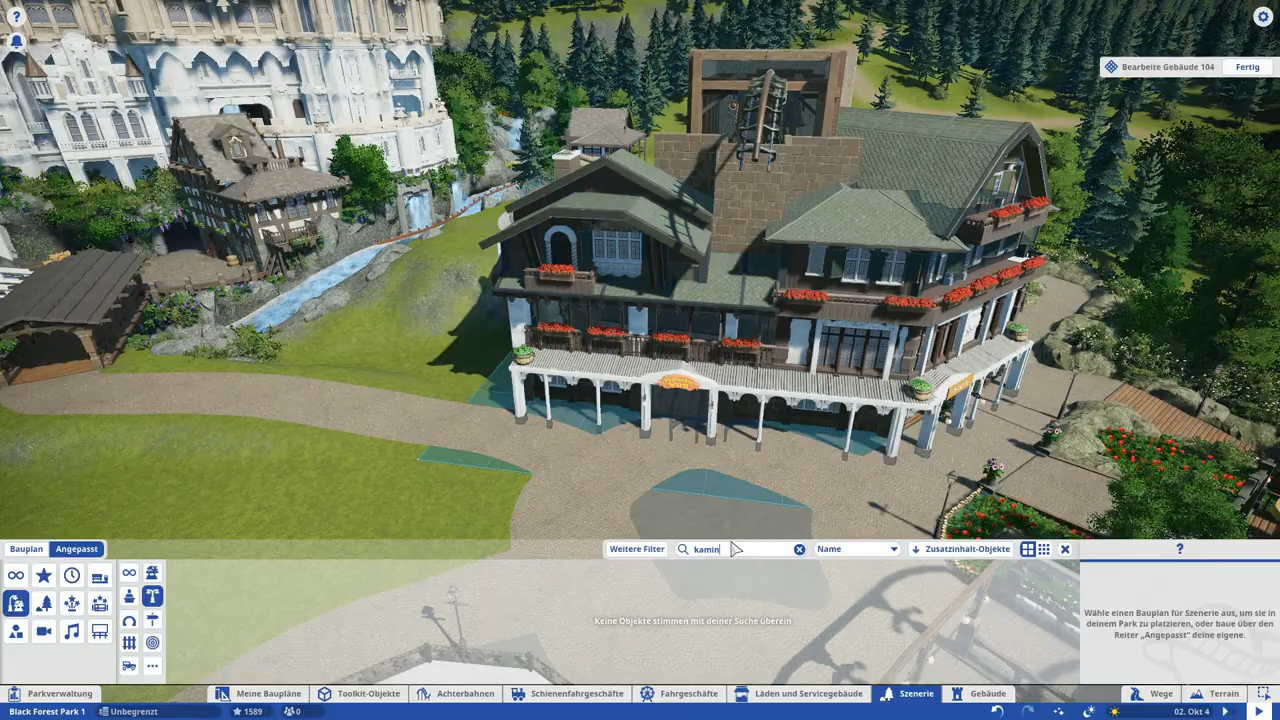 Bearbeite Gebäude 104 Fertig
Bauplan Angepasst Weitere Filter kamin Name Zusatzinhalt-Objekte ?
Keine Objekte stimmen mit deiner Suche überein
Wähle einen Bauplan für Szenerie aus, um sie in
deinem Park zu platzieren, oder baue über den
Reiter „Angepasst" deine eigene.
Parkverwaltung Meine Baupläne Toolkit-Objekte Achterbahnen Schienenfahrgeschäfte Fahrgeschäfte Läden und Servicegebäude Szenerie Gebäude Wege Terrain
Black Forest Park 1 Unbegrenzt 1589 0 02. Okt 4